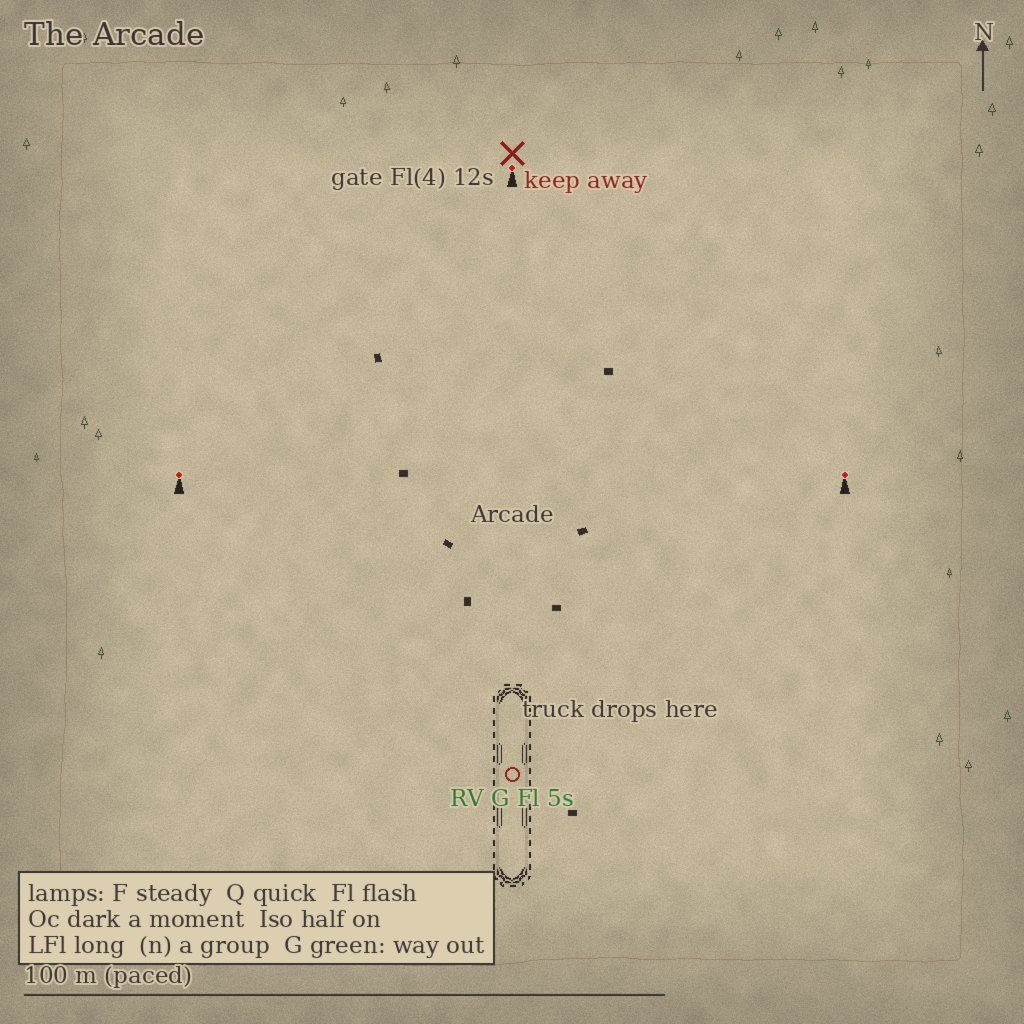 The Arcade
N
gate Fl(4) 12s
keep away
Arcade
truck drops here
RV G Fl 5s
lamps: F steady  Q quick  Fl flash
Oc dark a moment  Iso half on
LFl long  (n) a group  G green: way out
100 m (paced)